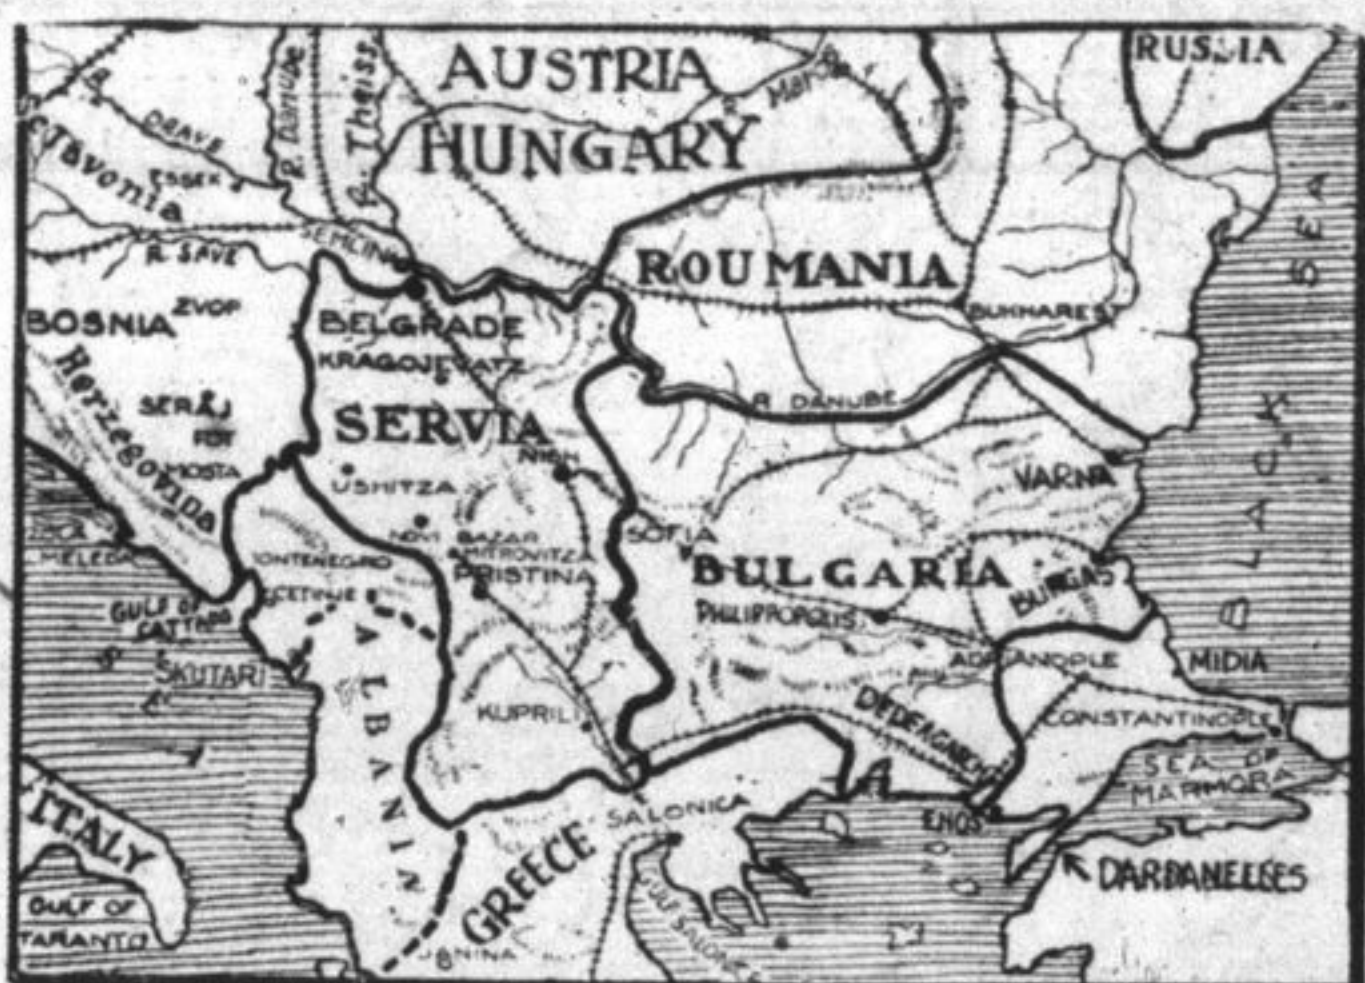 AUSTRIA
HUNGARY
RUSSIA
R. DRAVE
R. Danube
R. Theiss
ESSEK
SEMLIN
R. SAVE
ROUMANIA
BUKHAREST
BOSNIA
ZVOP
Herzegovina
SERAJ
MOSTA
BELGRADE
KRAGOJEVATZ
SERVIA
NISH
USHITZA
NOVI BAZAR
MITROVITZA
PRISTINA
KUPRILI
R DANUBE
VARNA
SOFIA
BULGARIA
BURGAS
PHILIPPOPOLIS
BLACK SEA
MELEDA
ONTENEGRO
CETINJE
GULF OF
CATTARO
SKUTARI
ALBANIA
ADRIANOPLE
MIDIA
DEDEAGATCH
CONSTANTINOPLE
SEA OF
MARMORA
ENOS
DARDANELLES
ITALY
GULF OF
TARANTO
GREECE
SALONICA
GULF SALONICA
JANINA